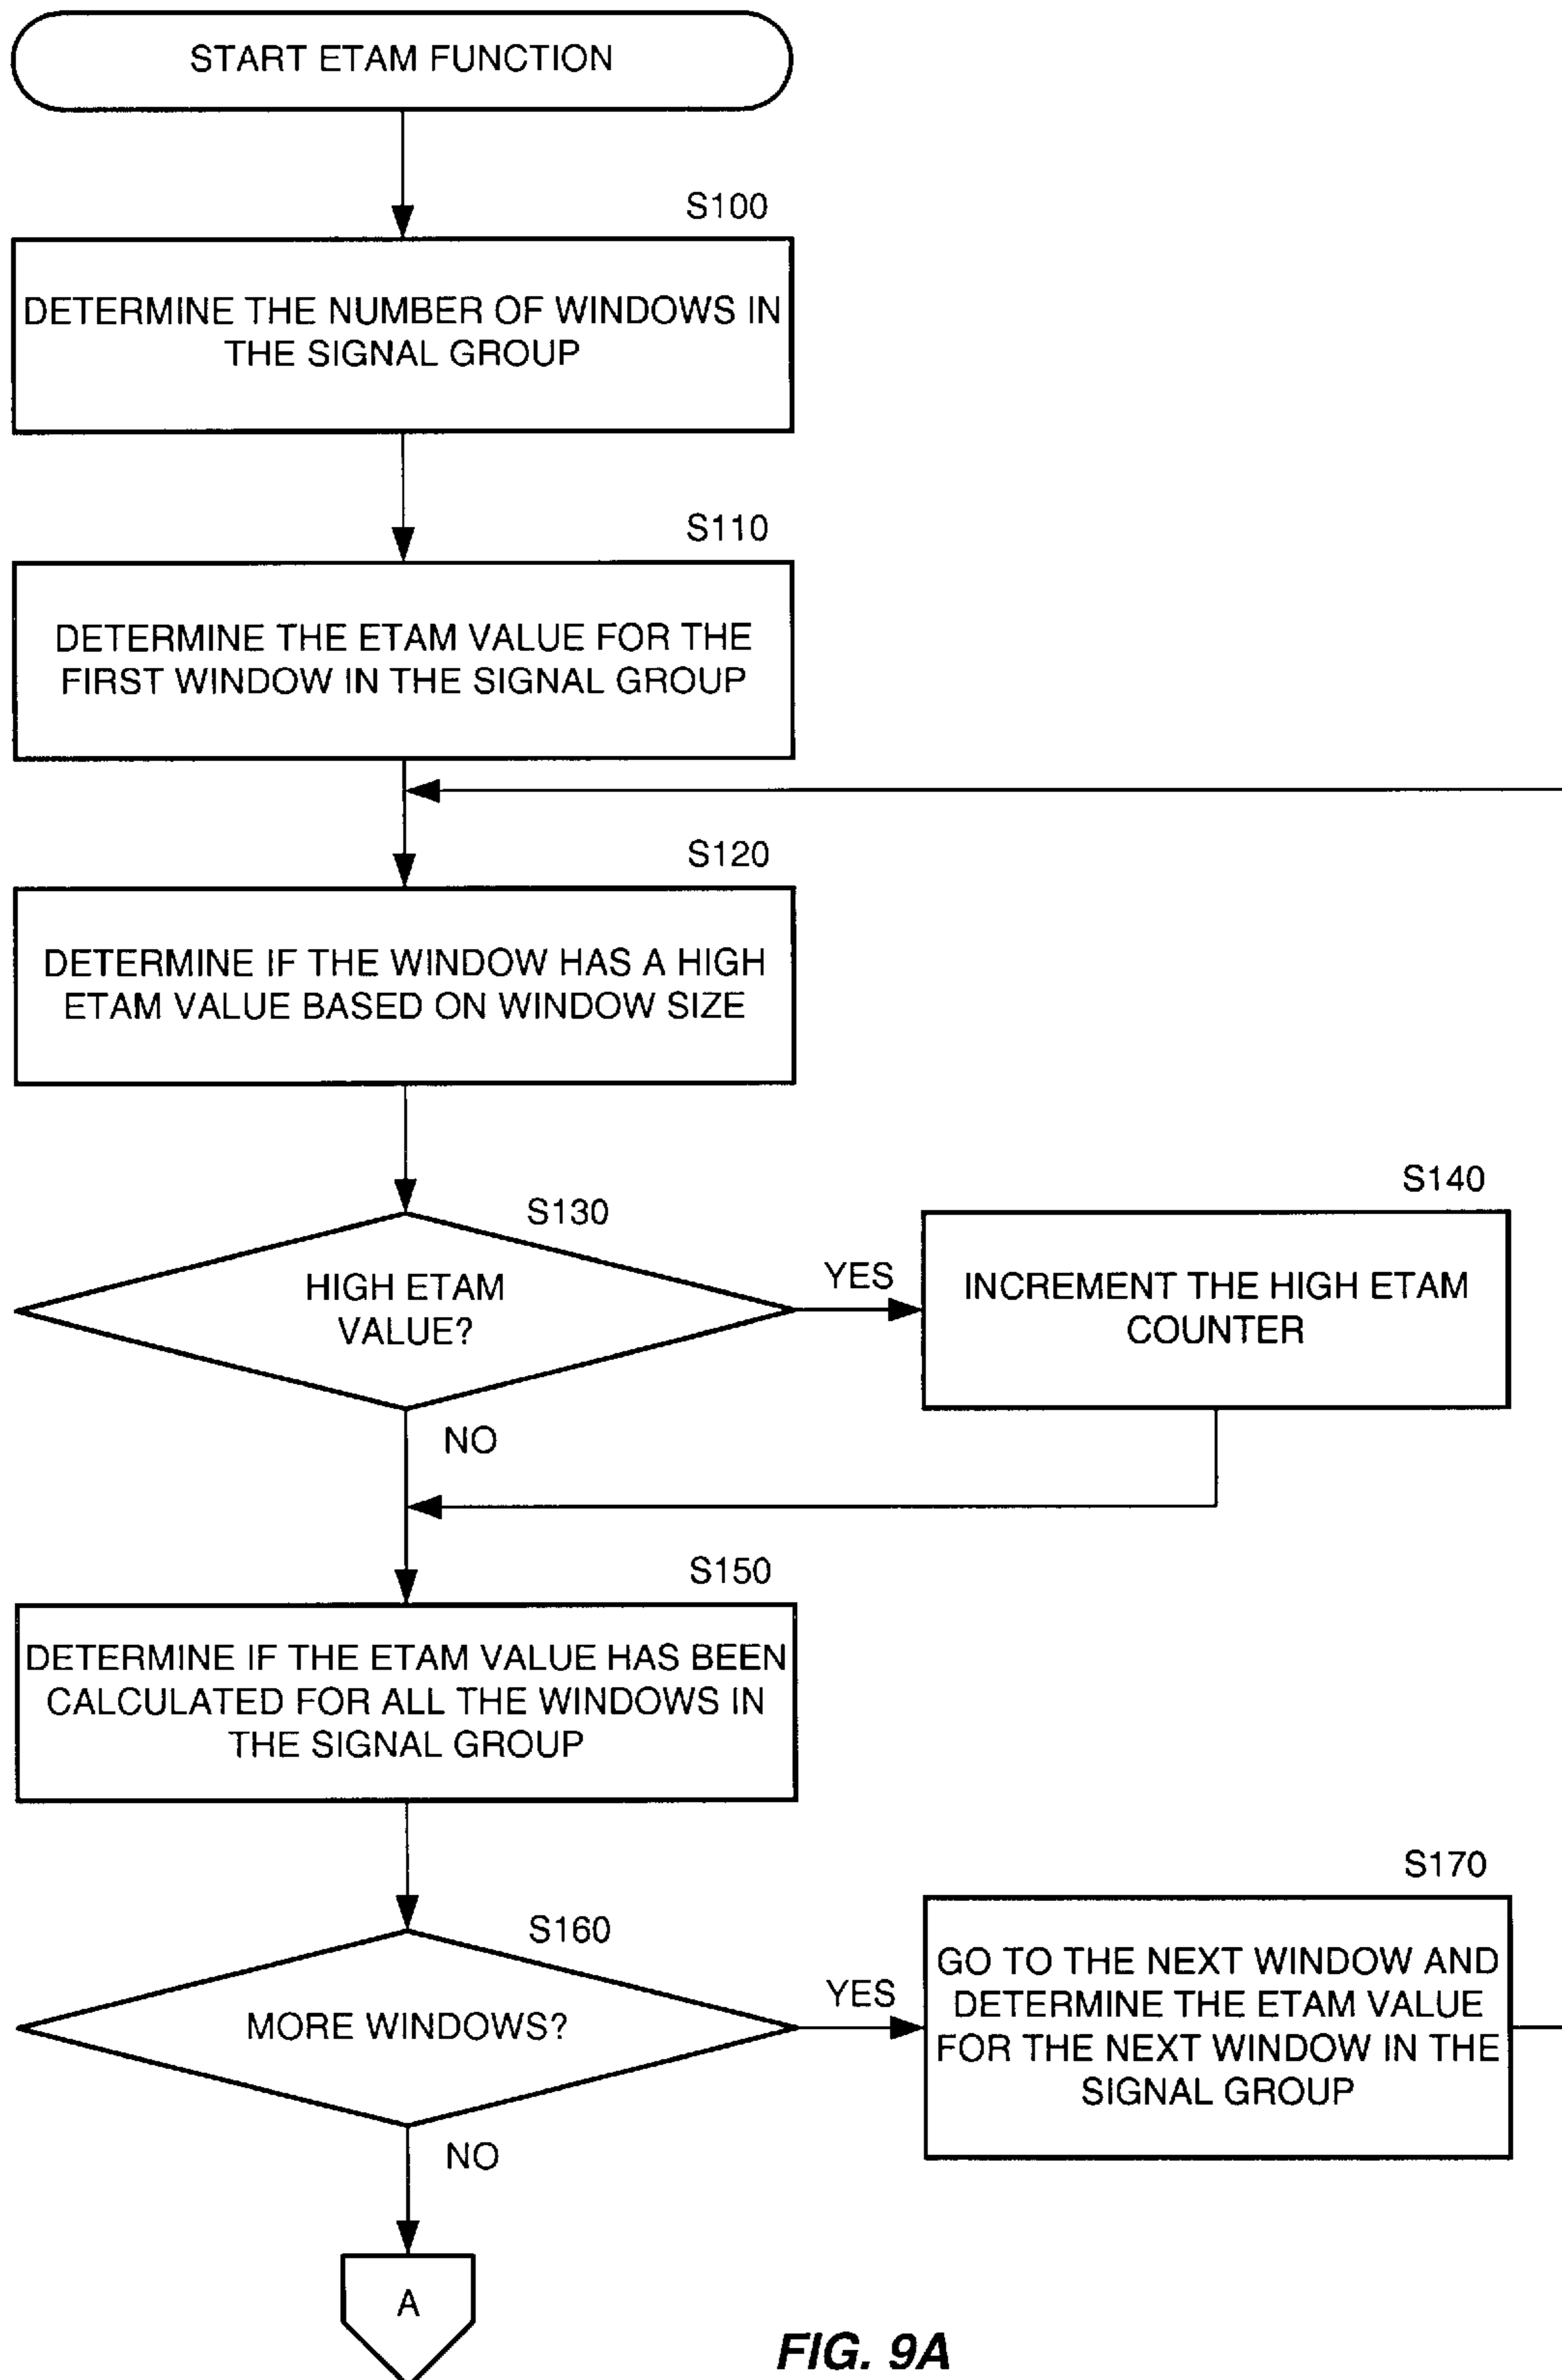 START ETAM FUNCTION
S100
DETERMINE THE NUMBER OF WINDOWS IN
THE SIGNAL GROUP
S110
DETERMINE THE ETAM VALUE FOR THE
FIRST WINDOW IN THE SIGNAL GROUP
S120
DETERMINE IF THE WINDOW HAS A HIGH
ETAM VALUE BASED ON WINDOW SIZE
S130
HIGH ETAM
VALUE?
YES
S140
INCREMENT THE HIGH ETAM
COUNTER
NO
S150
DETERMINE IF THE ETAM VALUE HAS BEEN
CALCULATED FOR ALL THE WINDOWS IN
THE SIGNAL GROUP
S160
MORE WINDOWS?
YES
S170
GO TO THE NEXT WINDOW AND
DETERMINE THE ETAM VALUE
FOR THE NEXT WINDOW IN THE
SIGNAL GROUP
NO
A
FIG. 9A